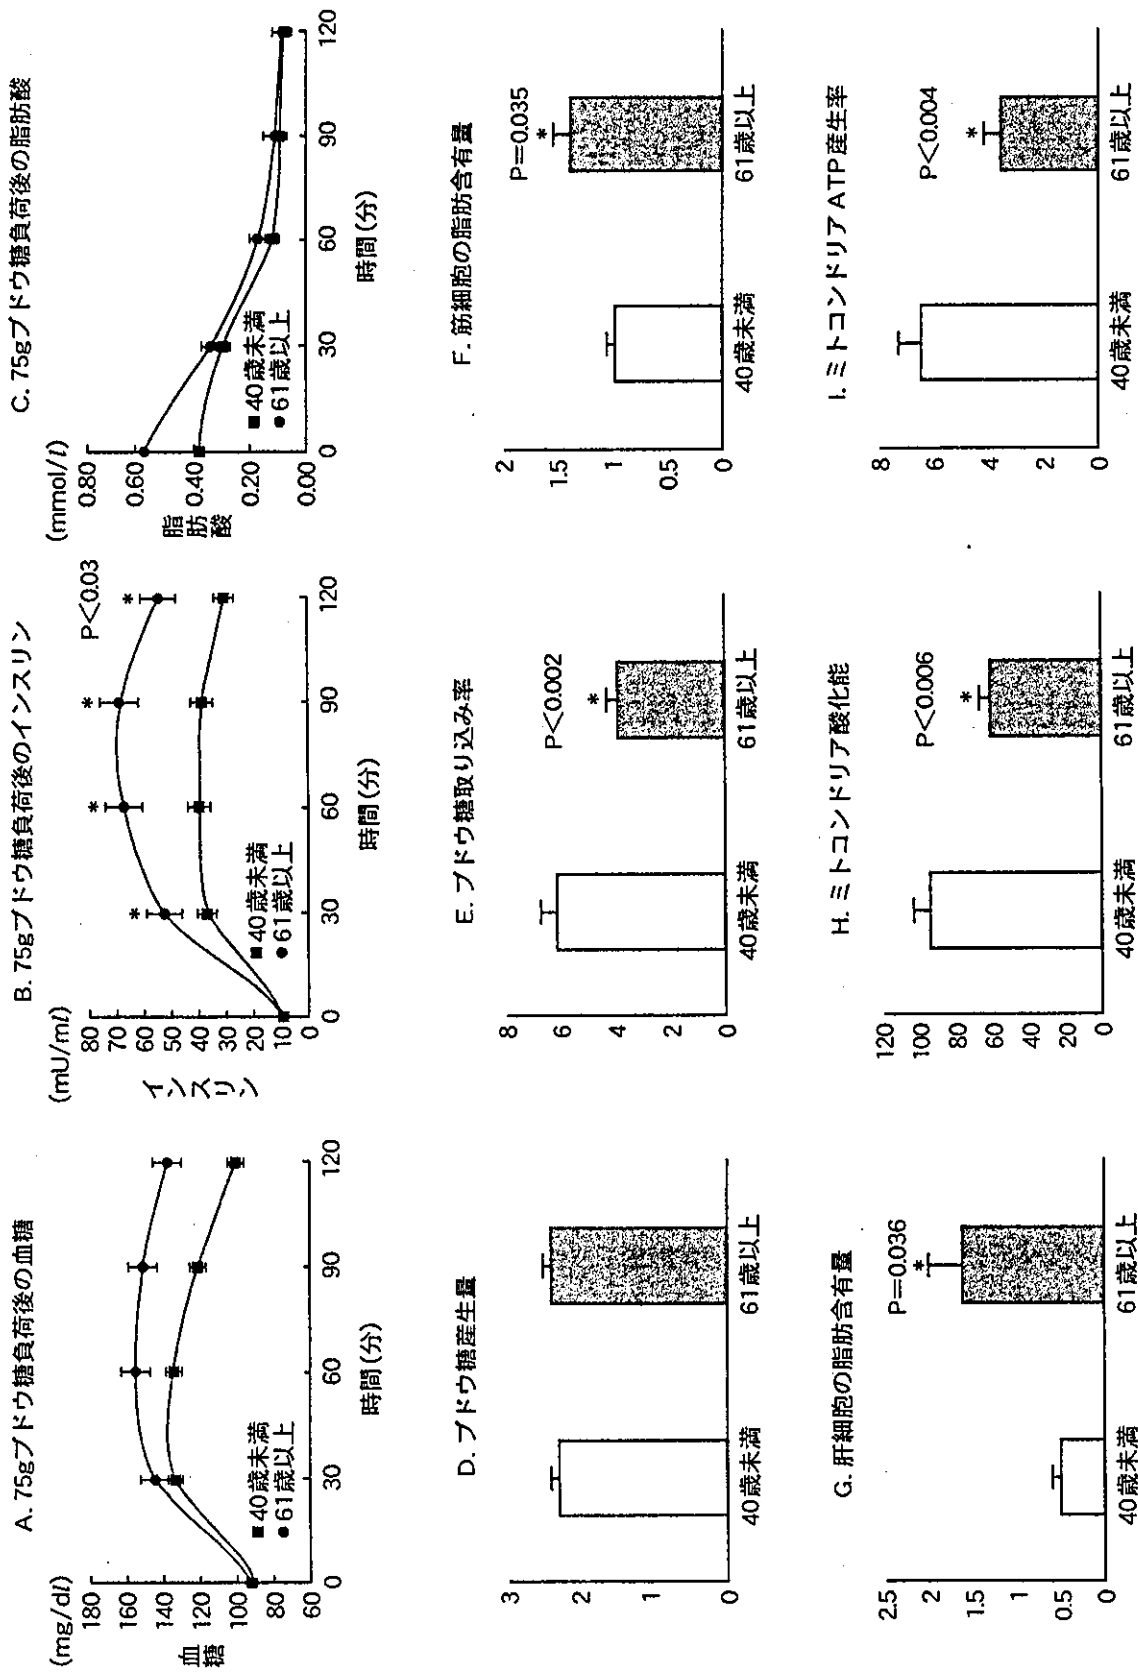 A. 75gブドウ糖負荷後の血糖
(mg/dl)
血糖
180
160
140
120
100
80
60
■40歳未満
●61歳以上
0
30
60
90
120
時間(分)
B. 75gブドウ糖負荷後のインスリン
(mU/ml)
インスリン
80
70
60
50
40
30
20
10
0
P<0.03
*
*
*
*
■40歳未満
●61歳以上
0
30
60
90
120
時間(分)
C. 75gブドウ糖負荷後の脂肪酸
(mmol/l)
脂肪酸
0.80
0.60
0.40
0.20
0.00
■40歳未満
●61歳以上
0
30
60
90
120
時間(分)
D. ブドウ糖産生量
3
2
1
0
40歳未満
61歳以上
E. ブドウ糖取り込み率
8
6
4
2
0
P<0.002
*
40歳未満
61歳以上
F. 筋細胞の脂肪含有量
2
1.5
1
0.5
0
P=0.035
*
40歳未満
61歳以上
G. 肝細胞の脂肪含有量
2.5
2
1
0.5
0
P=0.036
*
40歳未満
61歳以上
H. ミトコンドリア酸化能
120
100
80
60
40
20
0
P<0.006
*
40歳未満
61歳以上
I. ミトコンドリアATP産生率
8
6
4
2
0
P<0.004
*
40歳未満
61歳以上